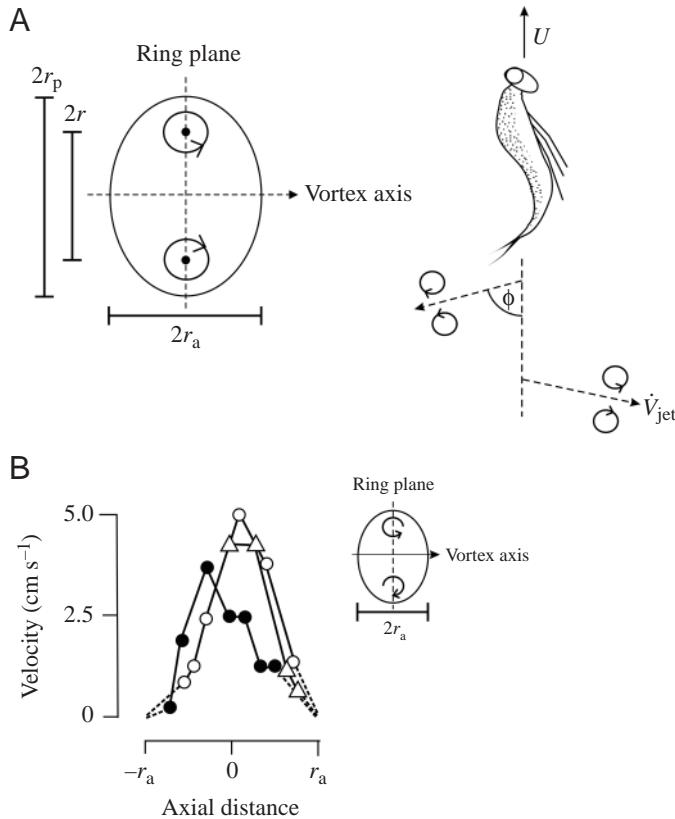 A
Ring plane
2r_p
2r
Vortex axis
2r_a
U
ϕ
V̇_jet
B
5.0
2.5
0
Velocity (cm s⁻¹)
−r_a
0
r_a
Axial distance
Ring plane
Vortex axis
2r_a